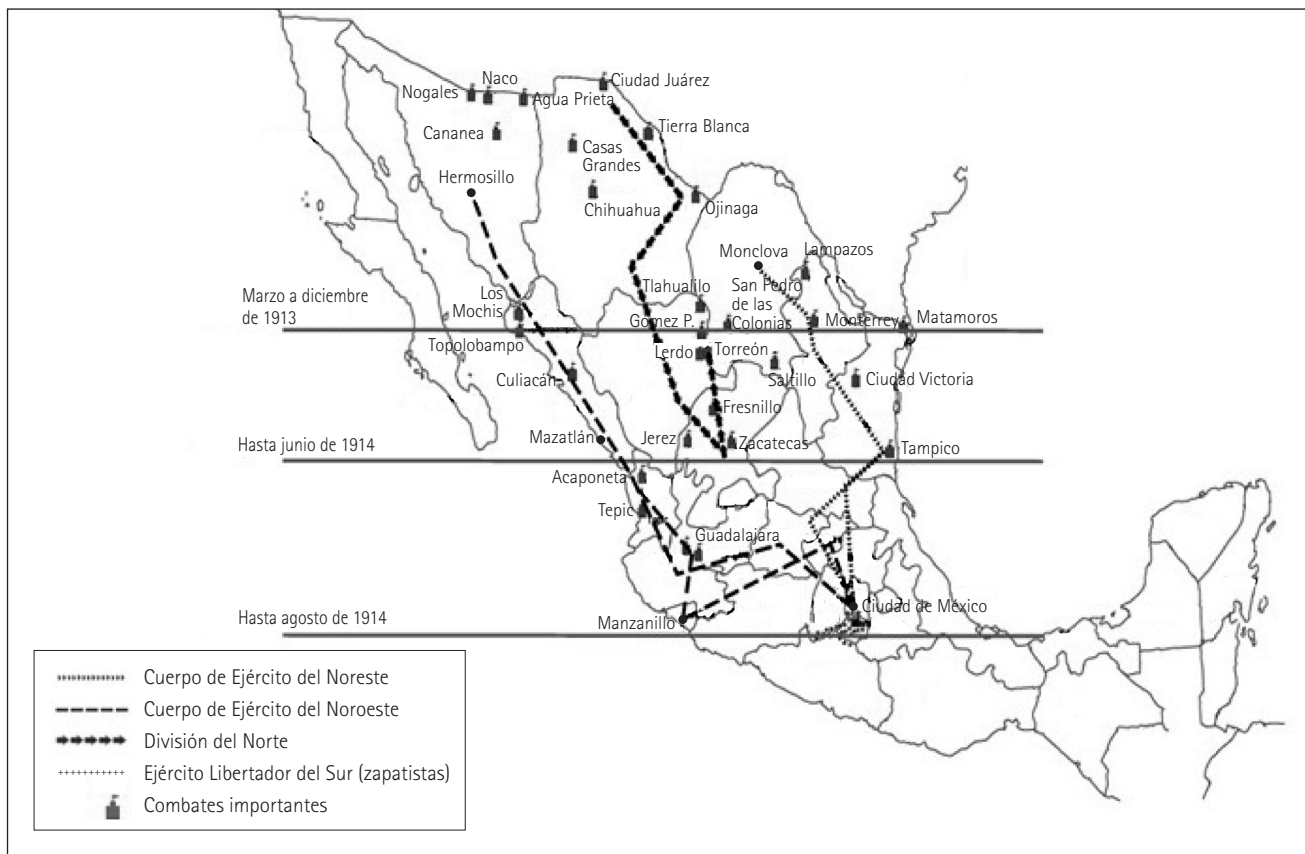 Ciudad Juárez
Naco
Nogales
Agua Prieta
Tierra Blanca
Cananea
Casas
Grandes
Hermosillo
Chihuahua
Ojinaga
Monclova
Lampazos
Tlahualilo
San Pedro
de las
Colonias
Marzo a diciembre
de 1913
Los
Mochis
Gómez P.
Monterrey
Matamoros
Topolobampo
Lerdo
Torreón
Saltillo
Culiacán
Ciudad Victoria
Fresnillo
Hasta junio de 1914
Mazatlán
Jerez
Zacatecas
Tampico
Acaponeta
Tepic
Guadalajara
Hasta agosto de 1914
Manzanillo
Ciudad de México
Cuerpo de Ejército del Noreste
Cuerpo de Ejército del Noroeste
División del Norte
Ejército Libertador del Sur (zapatistas)
Combates importantes